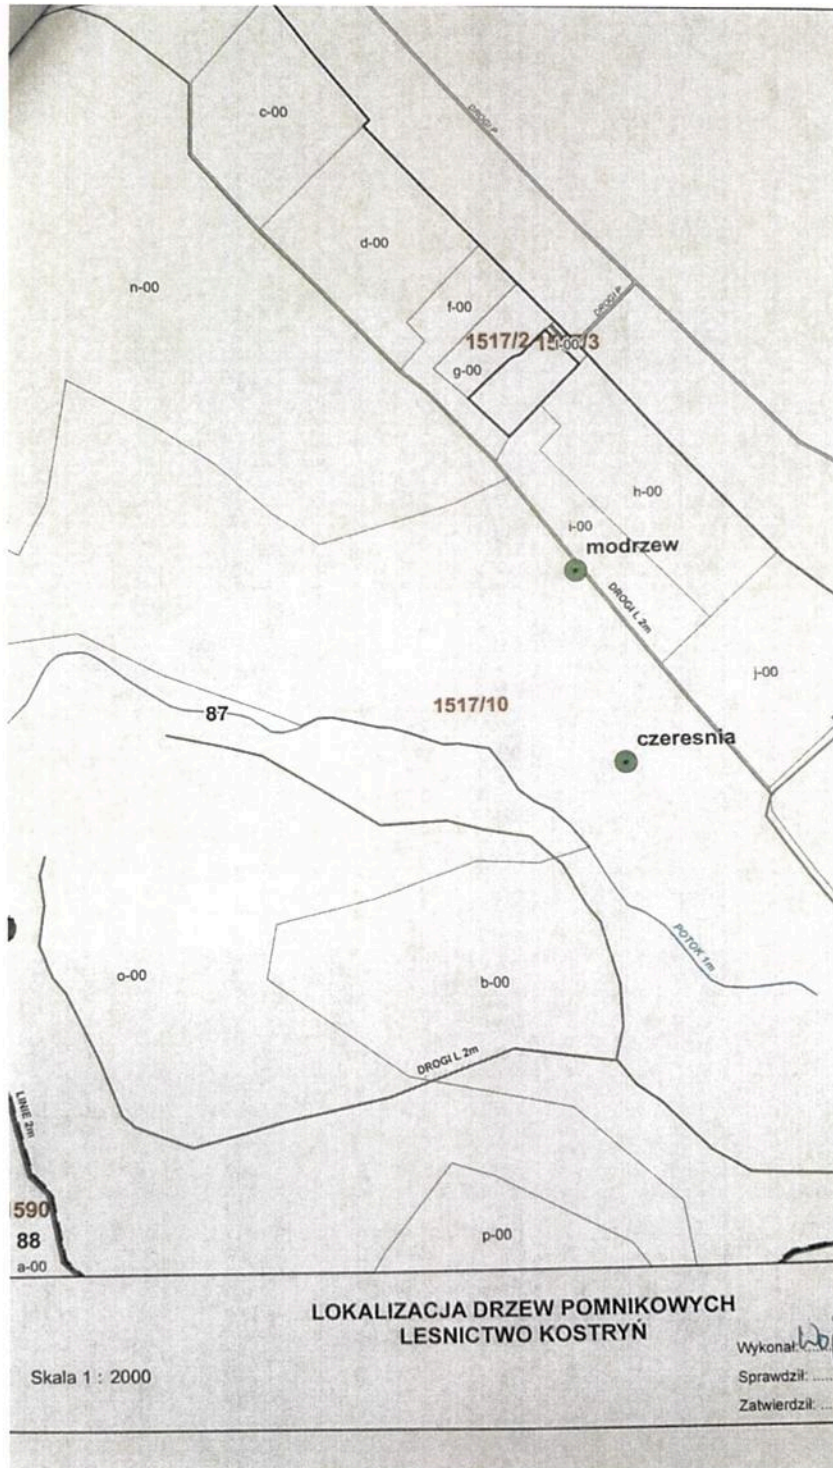 c-00
DROGI P
d-00
n-00
f-00
DROGI P
1517/2
g-00
h-00
i-00
modrzew
DROGI L 2m
j-00
1517/10
87
czeresnia
POTOK 1m
o-00
b-00
DROGI L 2m
LINIE 2m
1590
88
a-00
p-00
LOKALIZACJA DRZEW POMNIKOWYCH
LESNICTWO KOSTRYŃ
Skala 1 : 2000
Wykonał:
Sprawdził: .....
Zatwierdził: ...